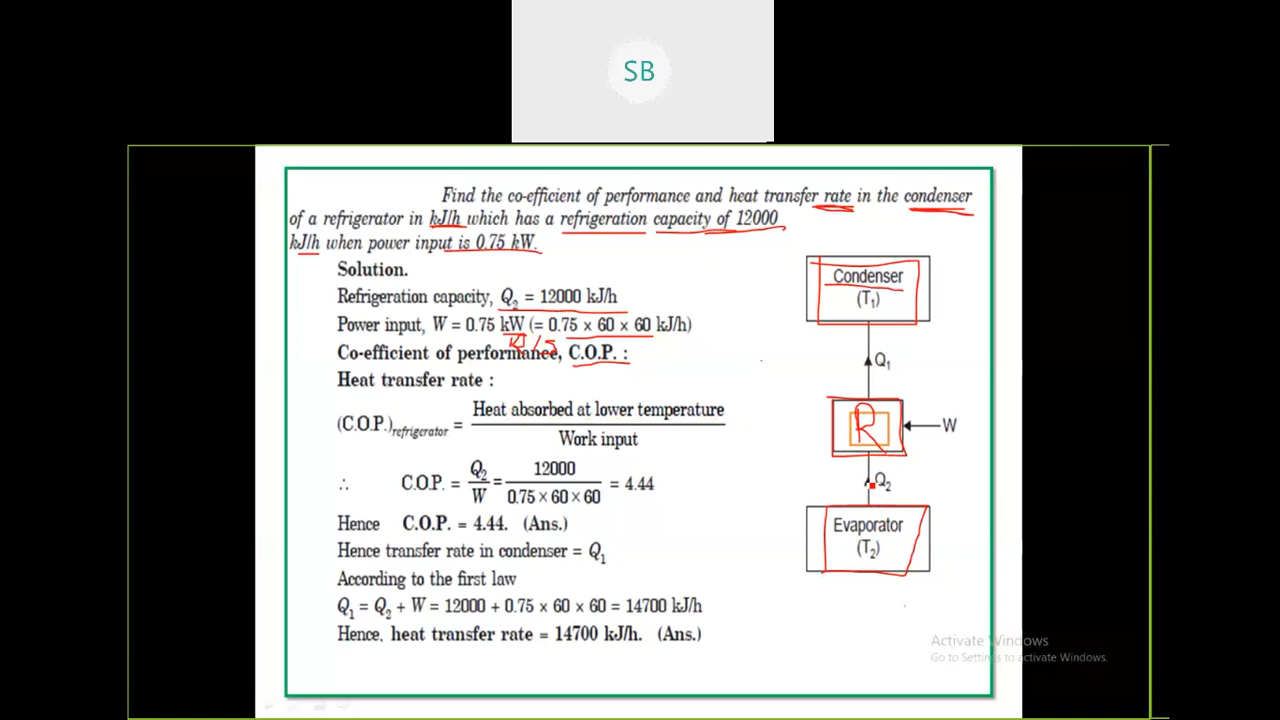 SB
Find the co-efficient of performance and heat transfer rate in the condenser
of a refrigerator in kJ/h which has a refrigeration capacity of 12000
kJ/h when power input is 0.75 kW.
Solution.
Refrigeration capacity, Q₂ = 12000 kJ/h
Power input, W = 0.75 kW (= 0.75 × 60 × 60 kJ/h)
KJ/S
Co-efficient of performance, C.O.P. :
Heat transfer rate :
(C.O.P.)refrigerator = Heat absorbed at lower temperature / Work input
∴ C.O.P. = Q₂/W = 12000 / 0.75 × 60 × 60 = 4.44
Hence C.O.P. = 4.44. (Ans.)
Hence transfer rate in condenser = Q₁
According to the first law
Q₁ = Q₂ + W = 12000 + 0.75 × 60 × 60 = 14700 kJ/h
Hence, heat transfer rate = 14700 kJ/h. (Ans.)
Condenser
(T₁)
Q₁
R
W
Q₂
Evaporator
(T₂)
Activate Windows
Go to Settings to activate Windows.